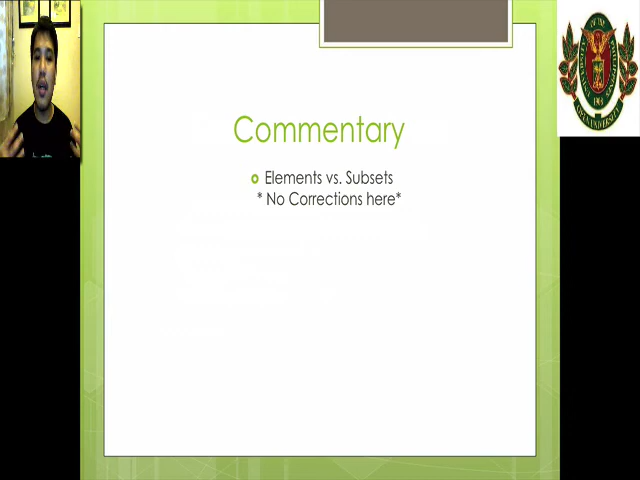 Commentary
Elements vs. Subsets
* No Corrections here*